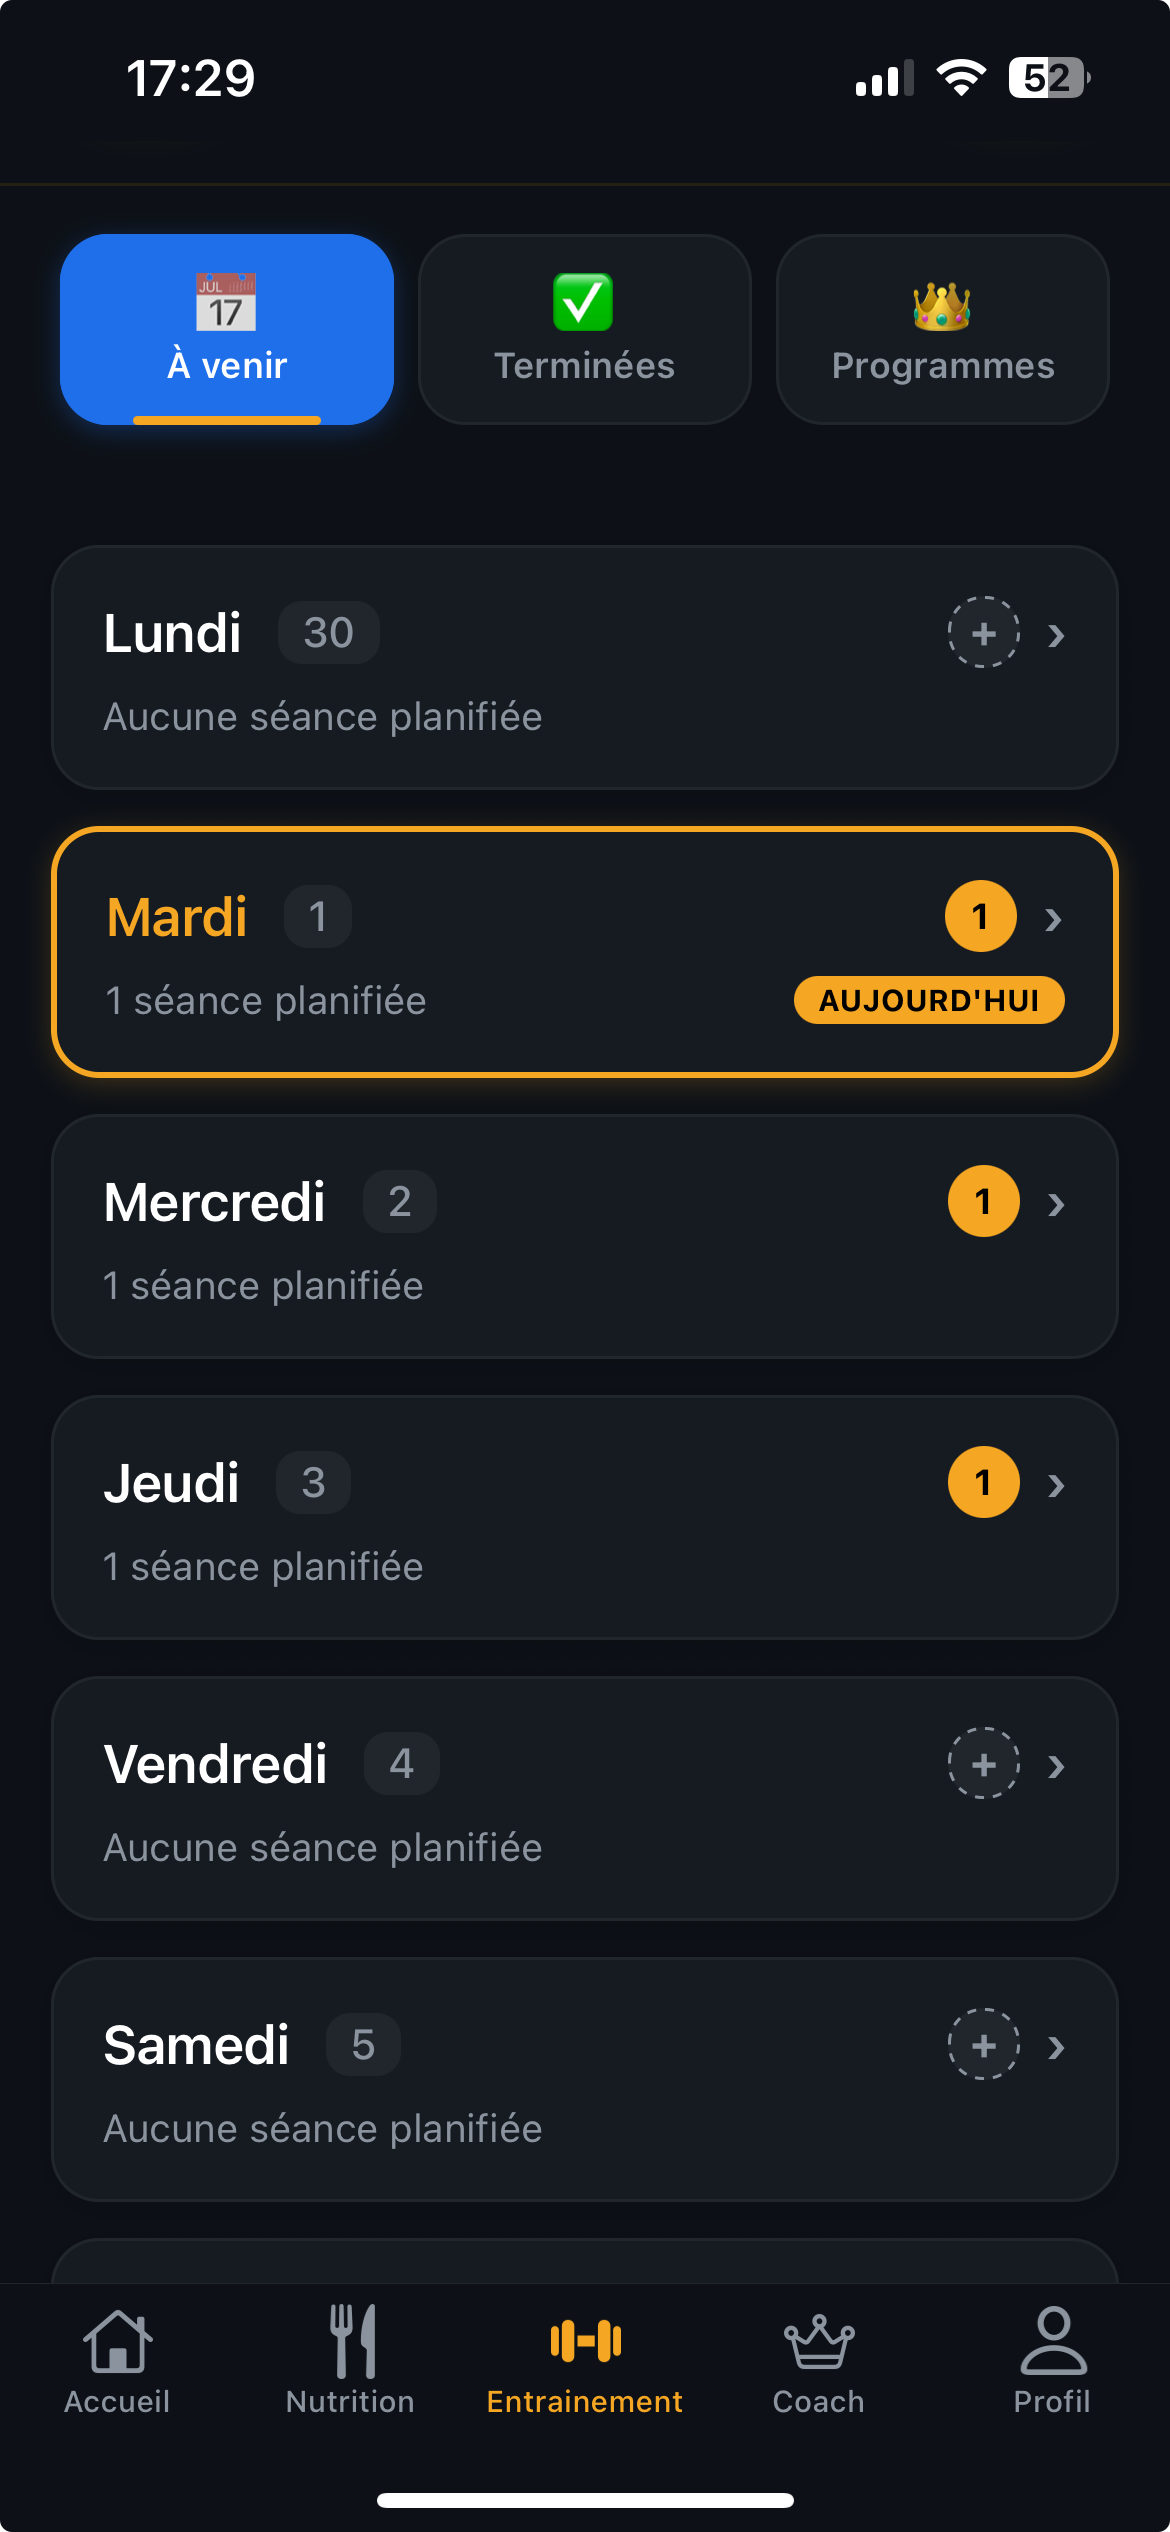 17:29
52
JUL
17
À venir
Terminées
Programmes
Lundi 30
+ ›
Aucune séance planifiée
Mardi 1
1 ›
1 séance planifiée
AUJOURD'HUI
Mercredi 2
1 ›
1 séance planifiée
Jeudi 3
1 ›
1 séance planifiée
Vendredi 4
+ ›
Aucune séance planifiée
Samedi 5
+ ›
Aucune séance planifiée
Accueil
Nutrition
Entrainement
Coach
Profil